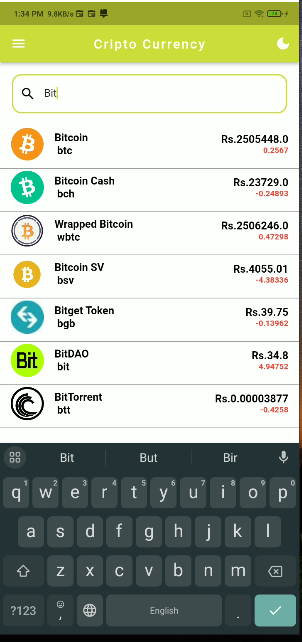 1:34 PM 9.8KB/s
Cripto Currency
Bit
Bitcoin Rs.2505448.0
btc 0.2567
Bitcoin Cash Rs.23729.0
bch -0.24893
Wrapped Bitcoin Rs.2506246.0
wbtc 0.47298
Bitcoin SV Rs.4055.01
bsv -4.38336
Bitget Token Rs.39.75
bgb -0.13962
BitDAO Rs.34.8
bit 4.94752
BitTorrent Rs.0.00003877
btt -0.4258
Bit But Bir
q w e r t y u i o p
1 2 3 4 5 6 7 8 9 0
a s d f g h j k l
z x c v b n m
?123 , English .